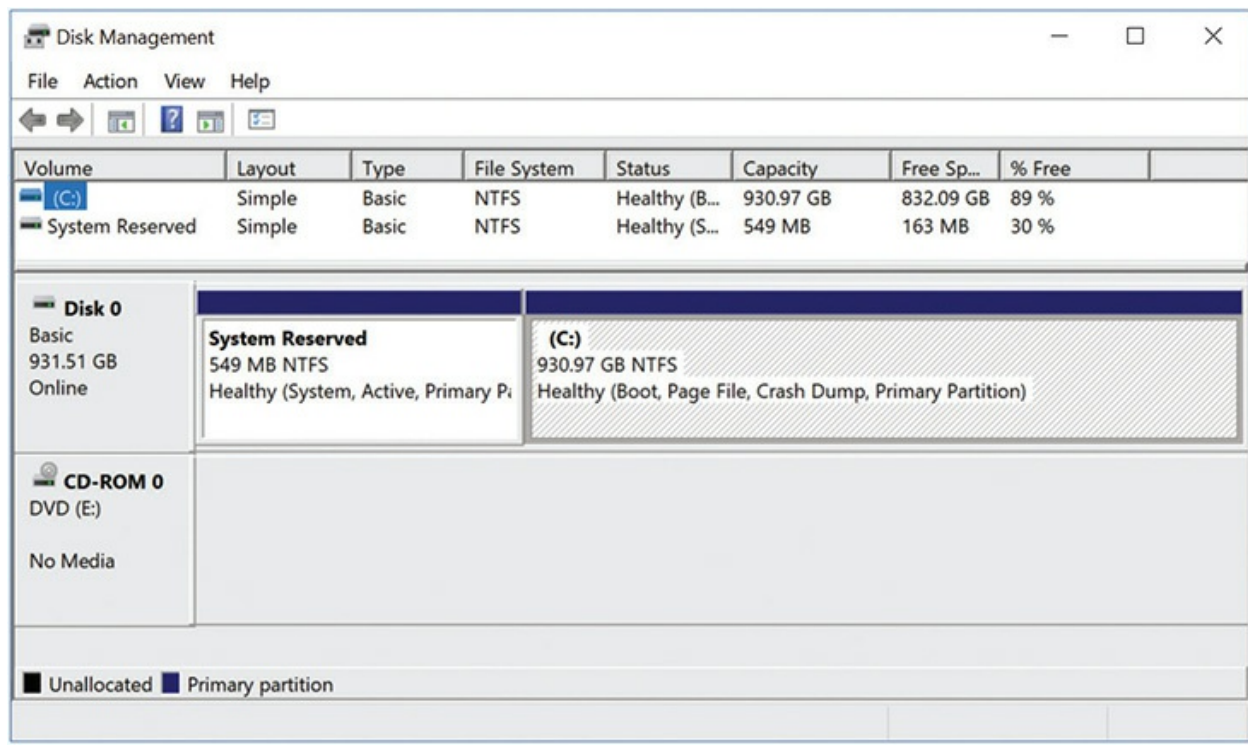 Disk Management
File Action View Help
Volume Layout Type File System Status Capacity Free Sp... % Free
(C:) Simple Basic NTFS Healthy (B... 930.97 GB 832.09 GB 89 %
System Reserved Simple Basic NTFS Healthy (S... 549 MB 163 MB 30 %
Disk 0
Basic
931.51 GB
Online
System Reserved
549 MB NTFS
Healthy (System, Active, Primary Pa
(C:)
930.97 GB NTFS
Healthy (Boot, Page File, Crash Dump, Primary Partition)
CD-ROM 0
DVD (E:)
No Media
Unallocated Primary partition